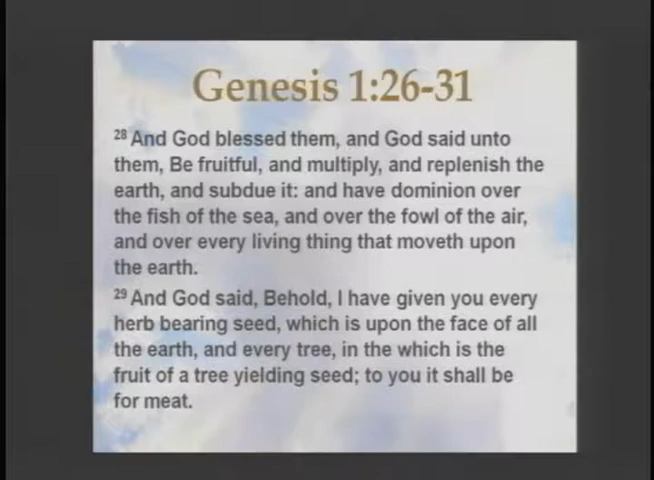 Genesis 1:26-31
28 And God blessed them, and God said unto
them, Be fruitful, and multiply, and replenish the
earth, and subdue it: and have dominion over
the fish of the sea, and over the fowl of the air,
and over every living thing that moveth upon
the earth.
29 And God said, Behold, I have given you every
herb bearing seed, which is upon the face of all
the earth, and every tree, in the which is the
fruit of a tree yielding seed; to you it shall be
for meat.